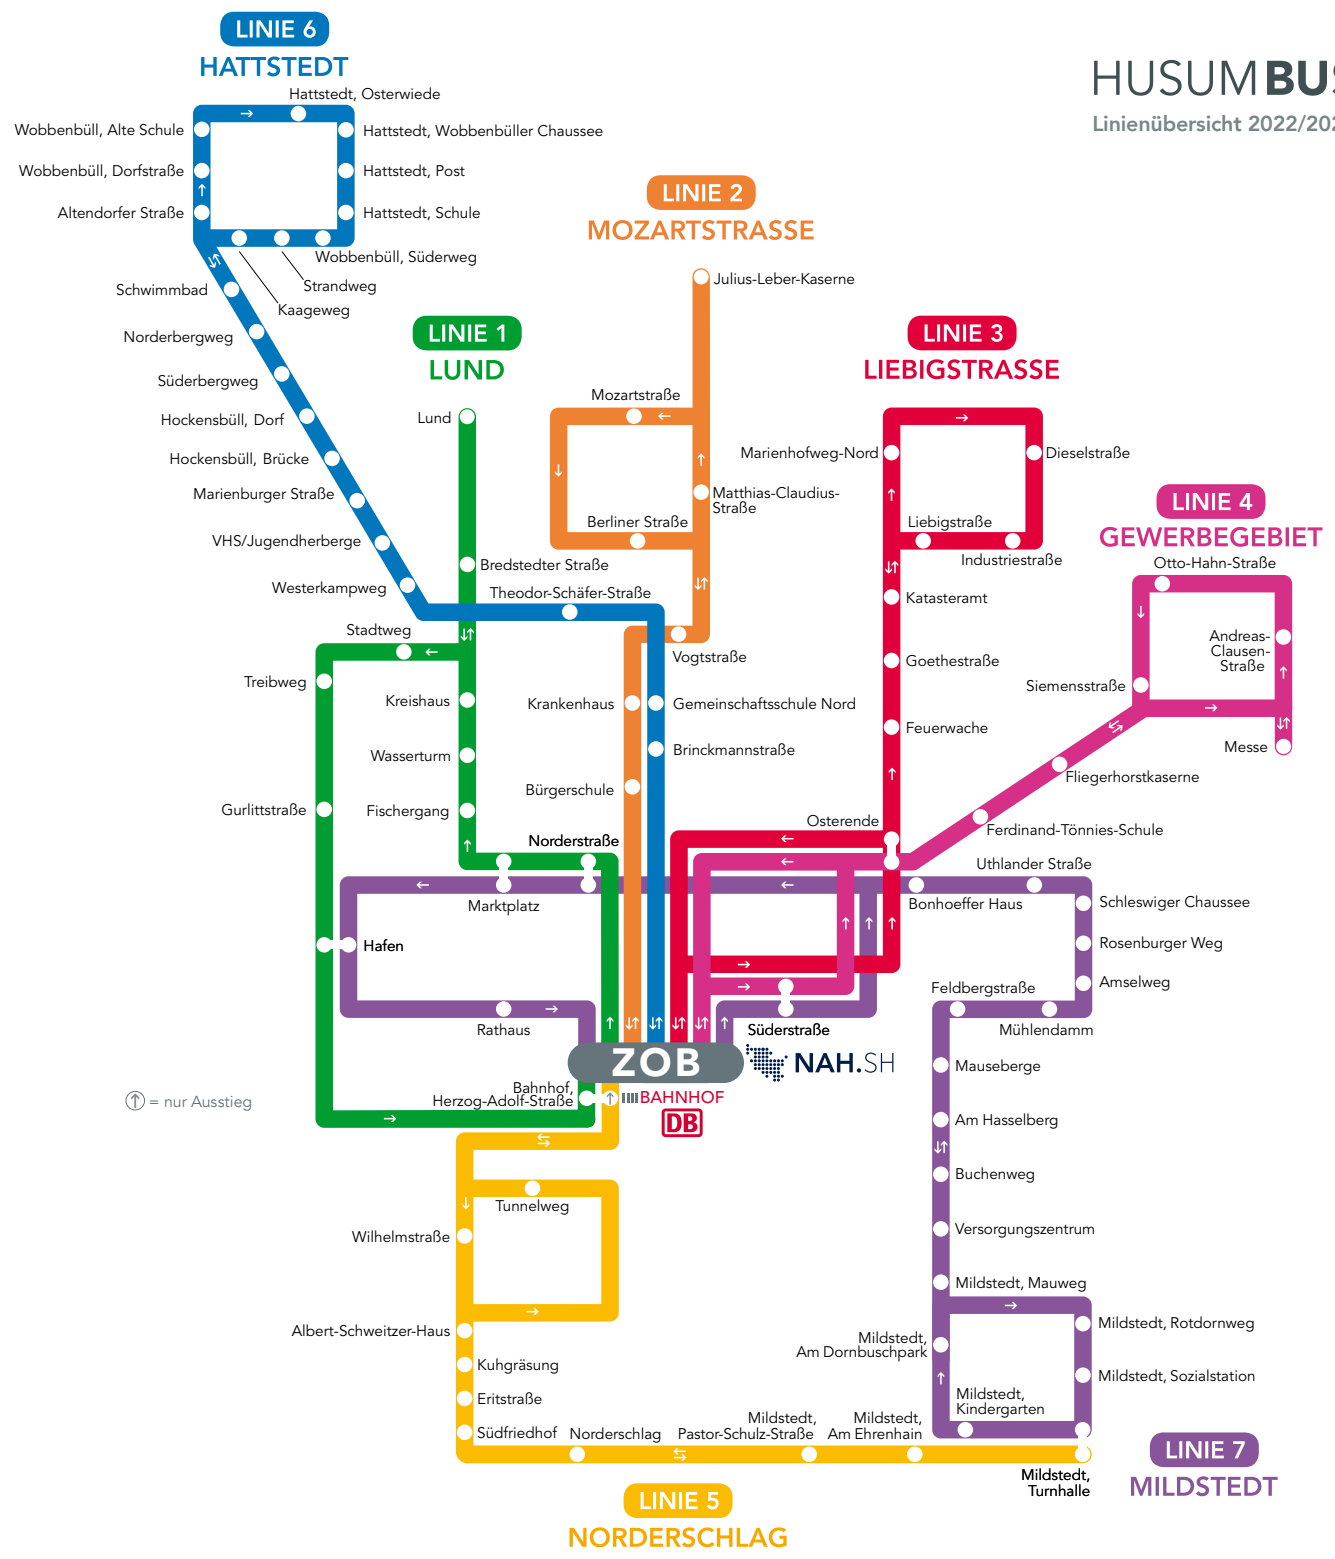 LINIE 6
HATTSTEDT
HUSUMBUS
Linienübersicht 2022/202
Hattstedt, Osterwiede
Wobbenbüll, Alte Schule
Hattstedt, Wobbenbüller Chaussee
Wobbenbüll, Dorfstraße
Hattstedt, Post
Altendorfer Straße
Hattstedt, Schule
Wobbenbüll, Süderweg
Strandweg
Kaageweg
Schwimmbad
Norderbergweg
Süderbergweg
Hockensbüll, Dorf
Hockensbüll, Brücke
Marienburger Straße
VHS/Jugendherberge
Westerkampweg
Theodor-Schäfer-Straße
Gemeinschaftsschule Nord
Brinckmannstraße
LINIE 2
MOZARTSTRASSE
Julius-Leber-Kaserne
Mozartstraße
Matthias-Claudius-
Straße
Berliner Straße
Vogtstraße
Krankenhaus
Bürgerschule
LINIE 1
LUND
Lund
Bredstedter Straße
Stadtweg
Treibweg
Kreishaus
Wasserturm
Gurlittstraße
Fischergang
Norderstraße
Marktplatz
Hafen
Rathaus
LINIE 3
LIEBIGSTRASSE
Marienhofweg-Nord
Dieselstraße
Liebigstraße
Industriestraße
Katasteramt
Goethestraße
Feuerwache
Osterende
LINIE 4
GEWERBEGEBIET
Otto-Hahn-Straße
Andreas-
Clausen-
Straße
Siemensstraße
Messe
Fliegerhorstkaserne
Ferdinand-Tönnies-Schule
Uthlander Straße
Bonhoeffer Haus
Schleswiger Chaussee
Rosenburger Weg
Amselweg
Feldbergstraße
Mühlendamm
Süderstraße
ZOB
NAH.SH
Bahnhof,
Herzog-Adolf-Straße
BAHNHOF
DB
= nur Ausstieg
Mauseberge
Am Hasselberg
Buchenweg
Versorgungszentrum
Mildstedt, Mauweg
Mildstedt, Rotdornweg
Mildstedt,
Am Dornbuschpark
Mildstedt, Sozialstation
Mildstedt,
Kindergarten
Tunnelweg
Wilhelmstraße
Albert-Schweitzer-Haus
Kuhgräsung
Eritstraße
Südfriedhof
Norderschlag
Mildstedt,
Pastor-Schulz-Straße
Mildstedt,
Am Ehrenhain
Mildstedt,
Turnhalle
LINIE 7
MILDSTEDT
LINIE 5
NORDERSCHLAG